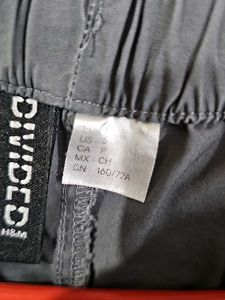 DIVIDED
H&M
US S
CA P
MX CH
CN 160/72A